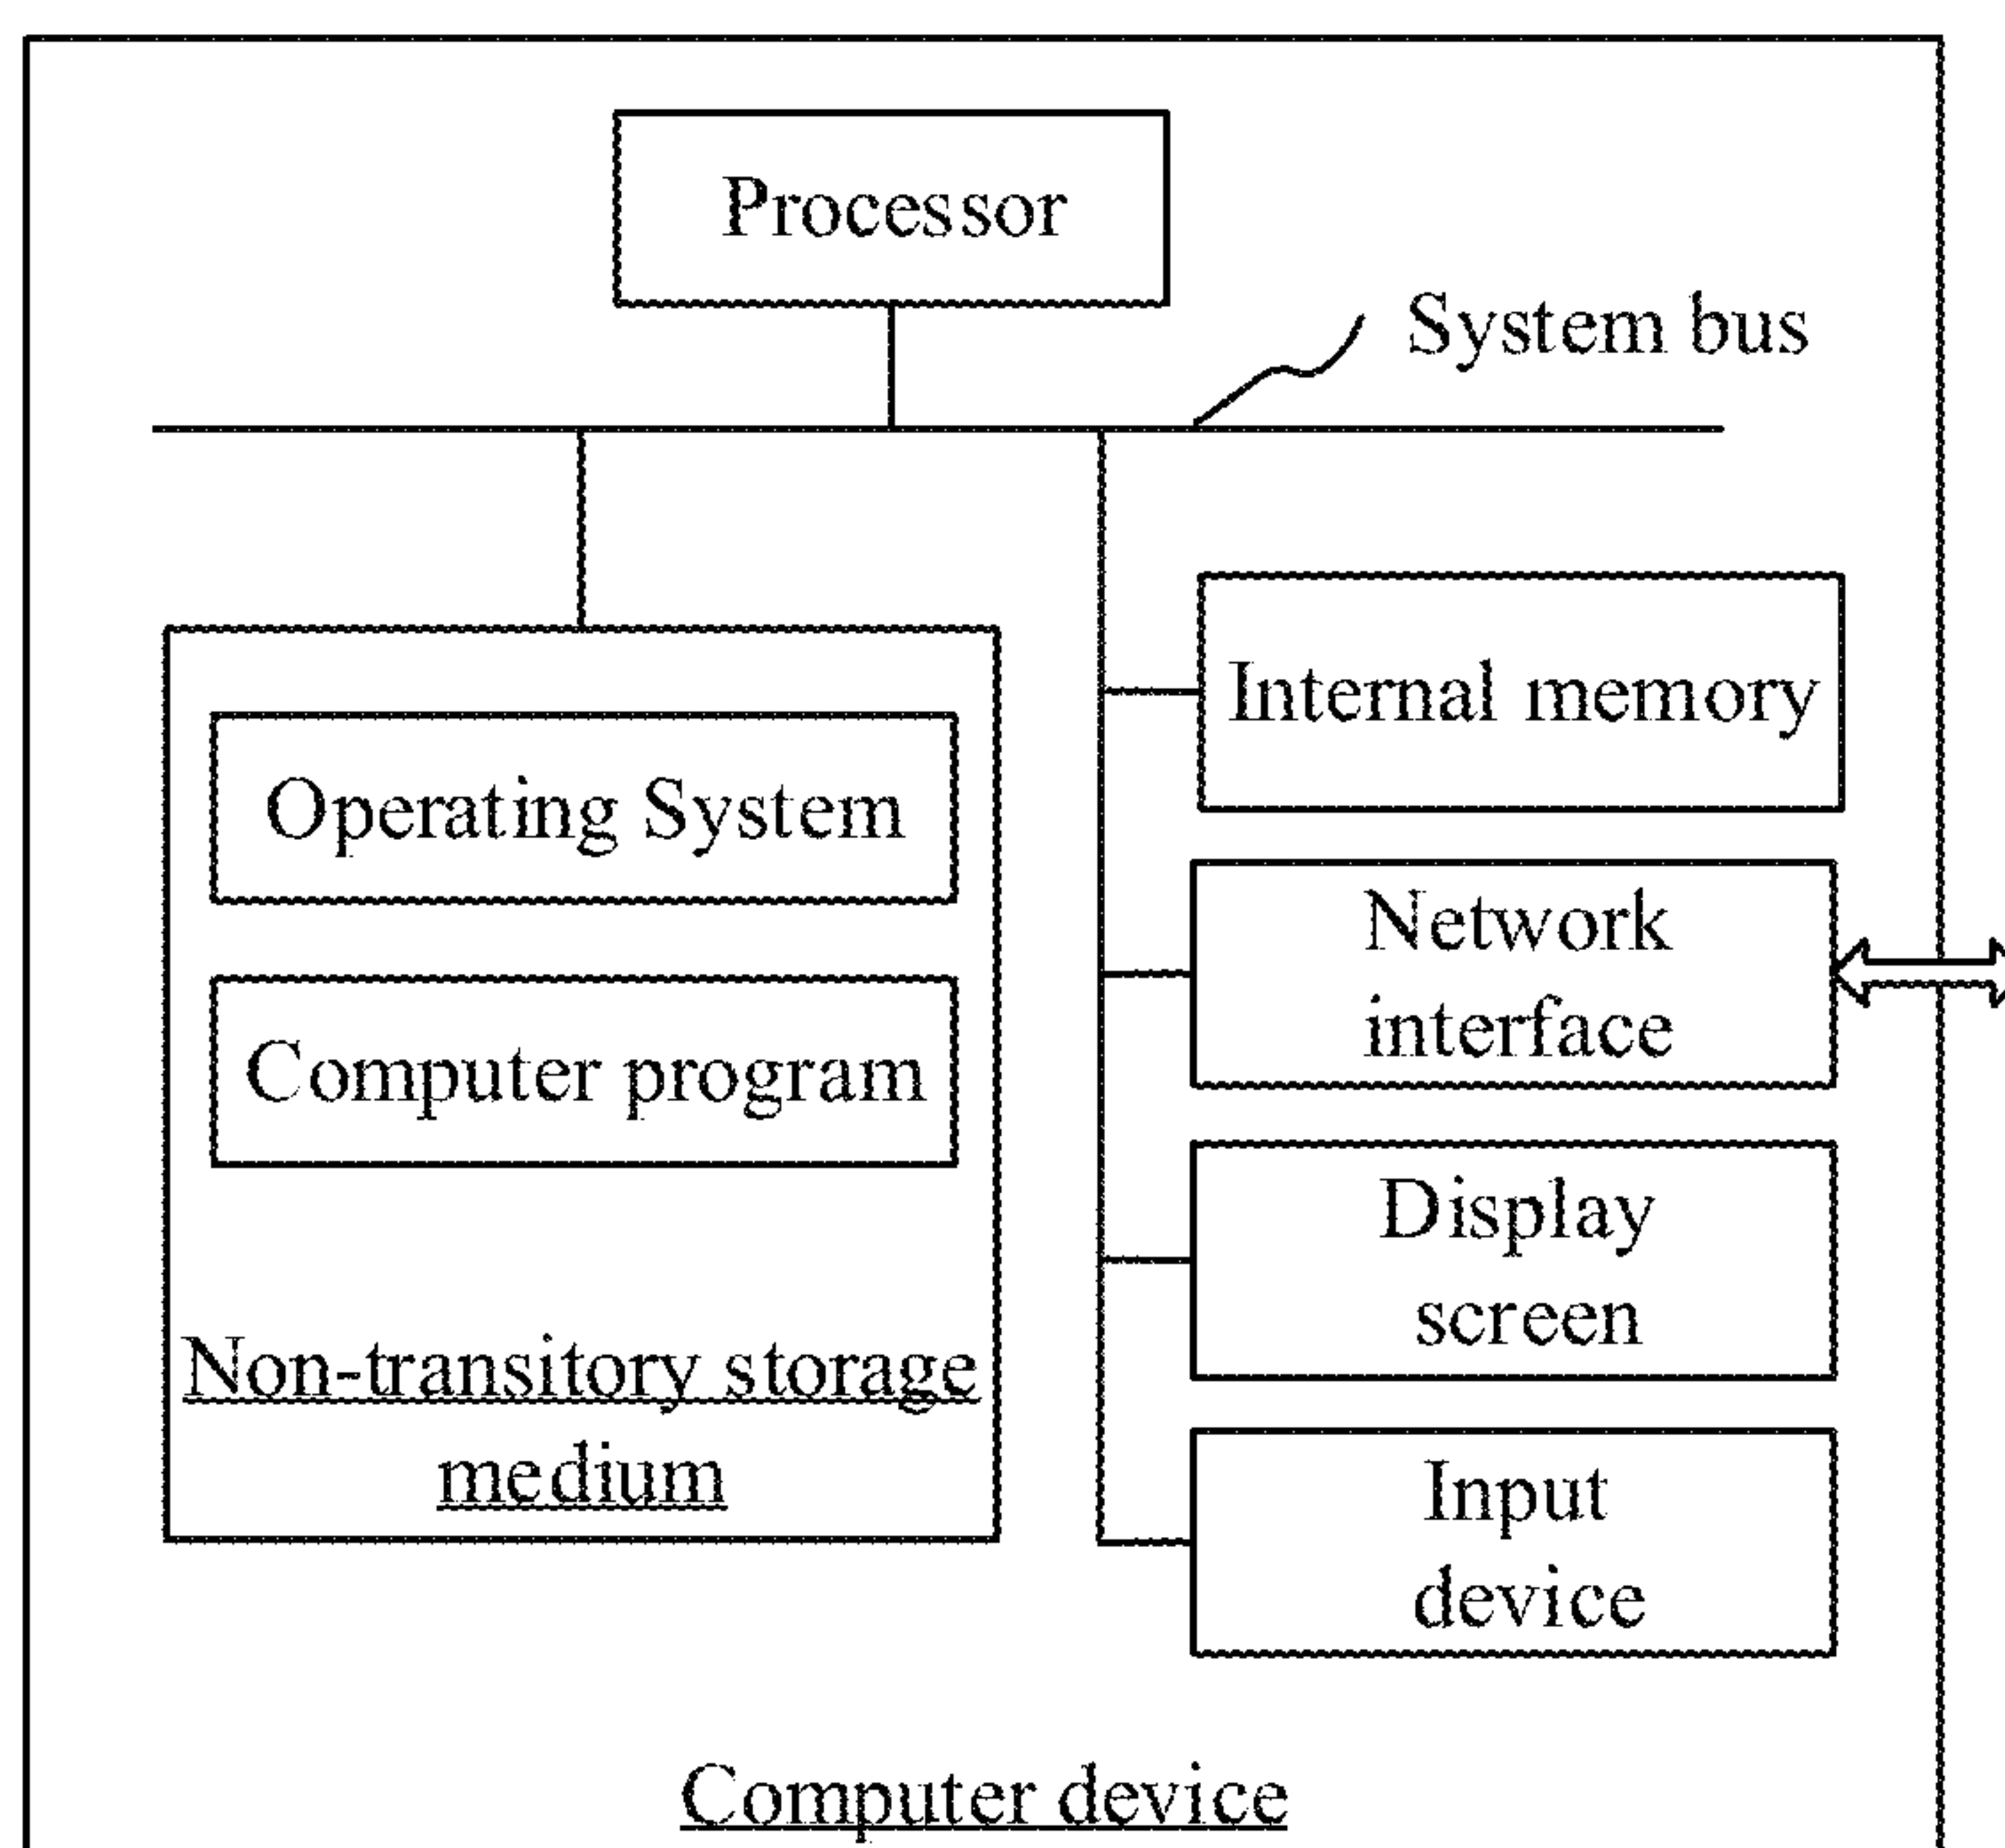 Processor
System bus
Operating System
Computer program
Non-transitory storage
medium
Internal memory
Network
interface
Display
screen
Input
device
Computer device